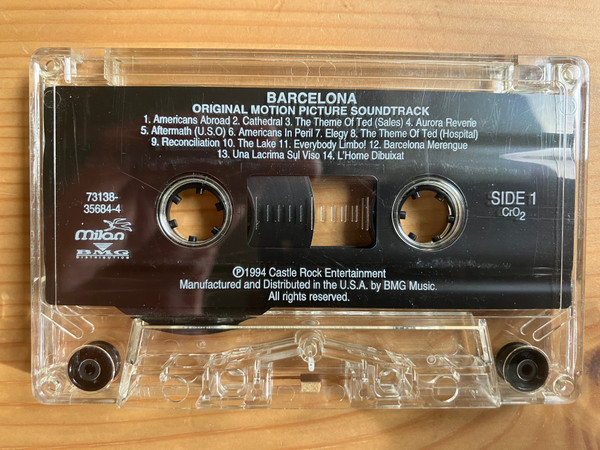 BARCELONA
ORIGINAL MOTION PICTURE SOUNDTRACK
1. Americans Abroad 2. Cathedral 3. The Theme Of Ted (Sales) 4. Aurora Reverie
5. Aftermath (U.S.O) 6. Americans In Peril 7. Elegy 8. The Theme Of Ted (Hospital)
9. Reconciliation 10. The Lake 11. Everybody Limbo! 12. Barcelona Merengue
13. Una Lacrima Sul Viso 14. L'Home Dibuixat
73138-
35684-4
milan
BMG
DISTRIBUTION
SIDE 1
CrO2
℗1994 Castle Rock Entertainment
Manufactured and Distributed in the U.S.A. by BMG Music.
All rights reserved.